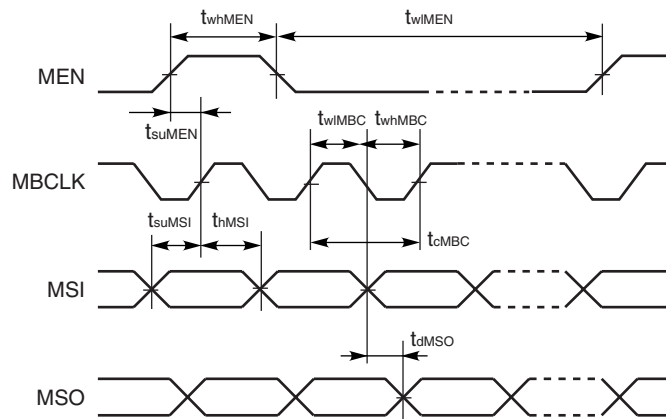 twhMEN twlMEN
MEN
tsuMEN twlMBC twhMBC
MBCLK
tsuMSI thMSI tcMBC
MSI
tdMSO
MSO